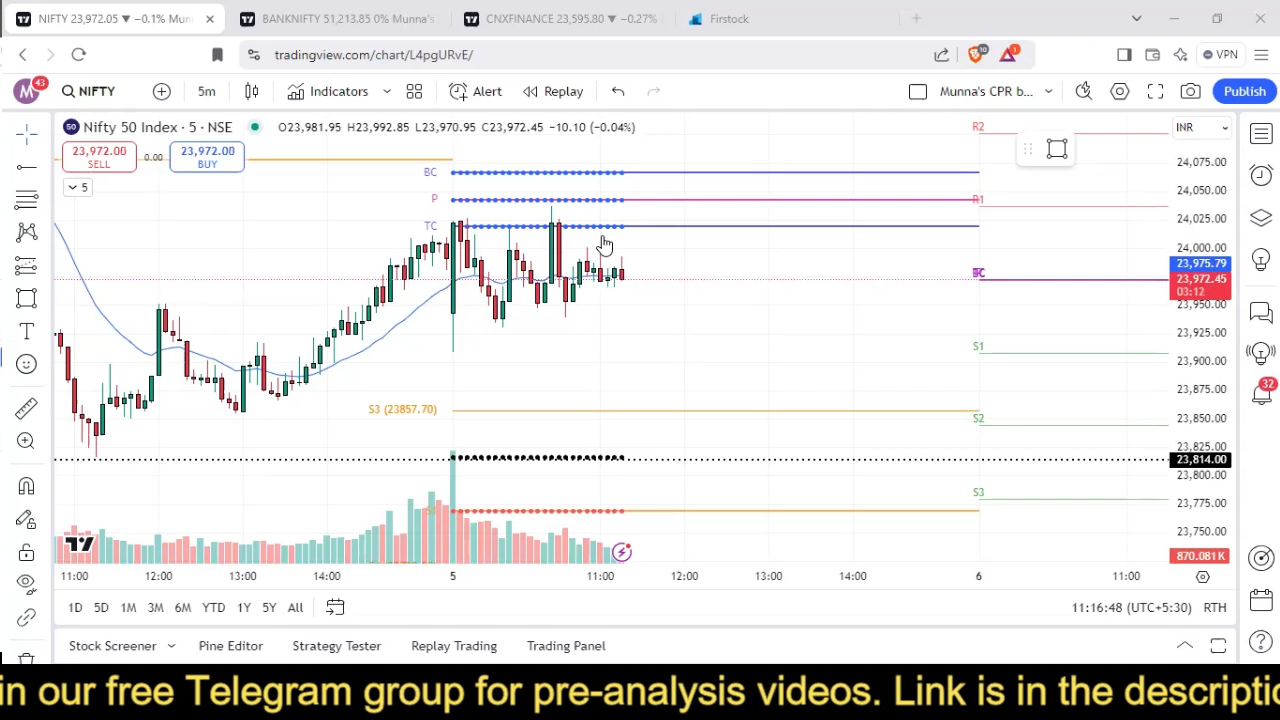 NIFTY 23,972.05 ▼ −0.1% Mun
BANKNIFTY 51,213.85 0% Munna's
CNXFINANCE 23,595.80 ▼ −0.27%
Firstock
tradingview.com/chart/L4pgURvE/
10
1
VPN
M
43
NIFTY
5m
Indicators
Alert
Replay
Munna's CPR b...
Publish
50
Nifty 50 Index · 5 · NSE
O23,981.95 H23,992.85 L23,970.95 C23,972.45 −10.10 (−0.04%)
23,972.00
SELL
0.00
23,972.00
BUY
5
INR
R2
BC
P
R1
TC
S1
S3 (23857.70)
S2
S3
24,075.00
24,050.00
24,025.00
24,000.00
23,975.79
23,972.45
03:12
23,950.00
23,925.00
23,900.00
23,875.00
23,850.00
23,825.00
23,814.00
23,800.00
23,775.00
23,750.00
870.081K
32
11:00 12:00 13:00 14:00 5 11:00 12:00 13:00 14:00 6 11:00
1D 5D 1M 3M 6M YTD 1Y 5Y All
11:16:48 (UTC+5:30) RTH
Stock Screener Pine Editor Strategy Tester Replay Trading Trading Panel
in our free Telegram group for pre-analysis videos. Link is in the descriptio